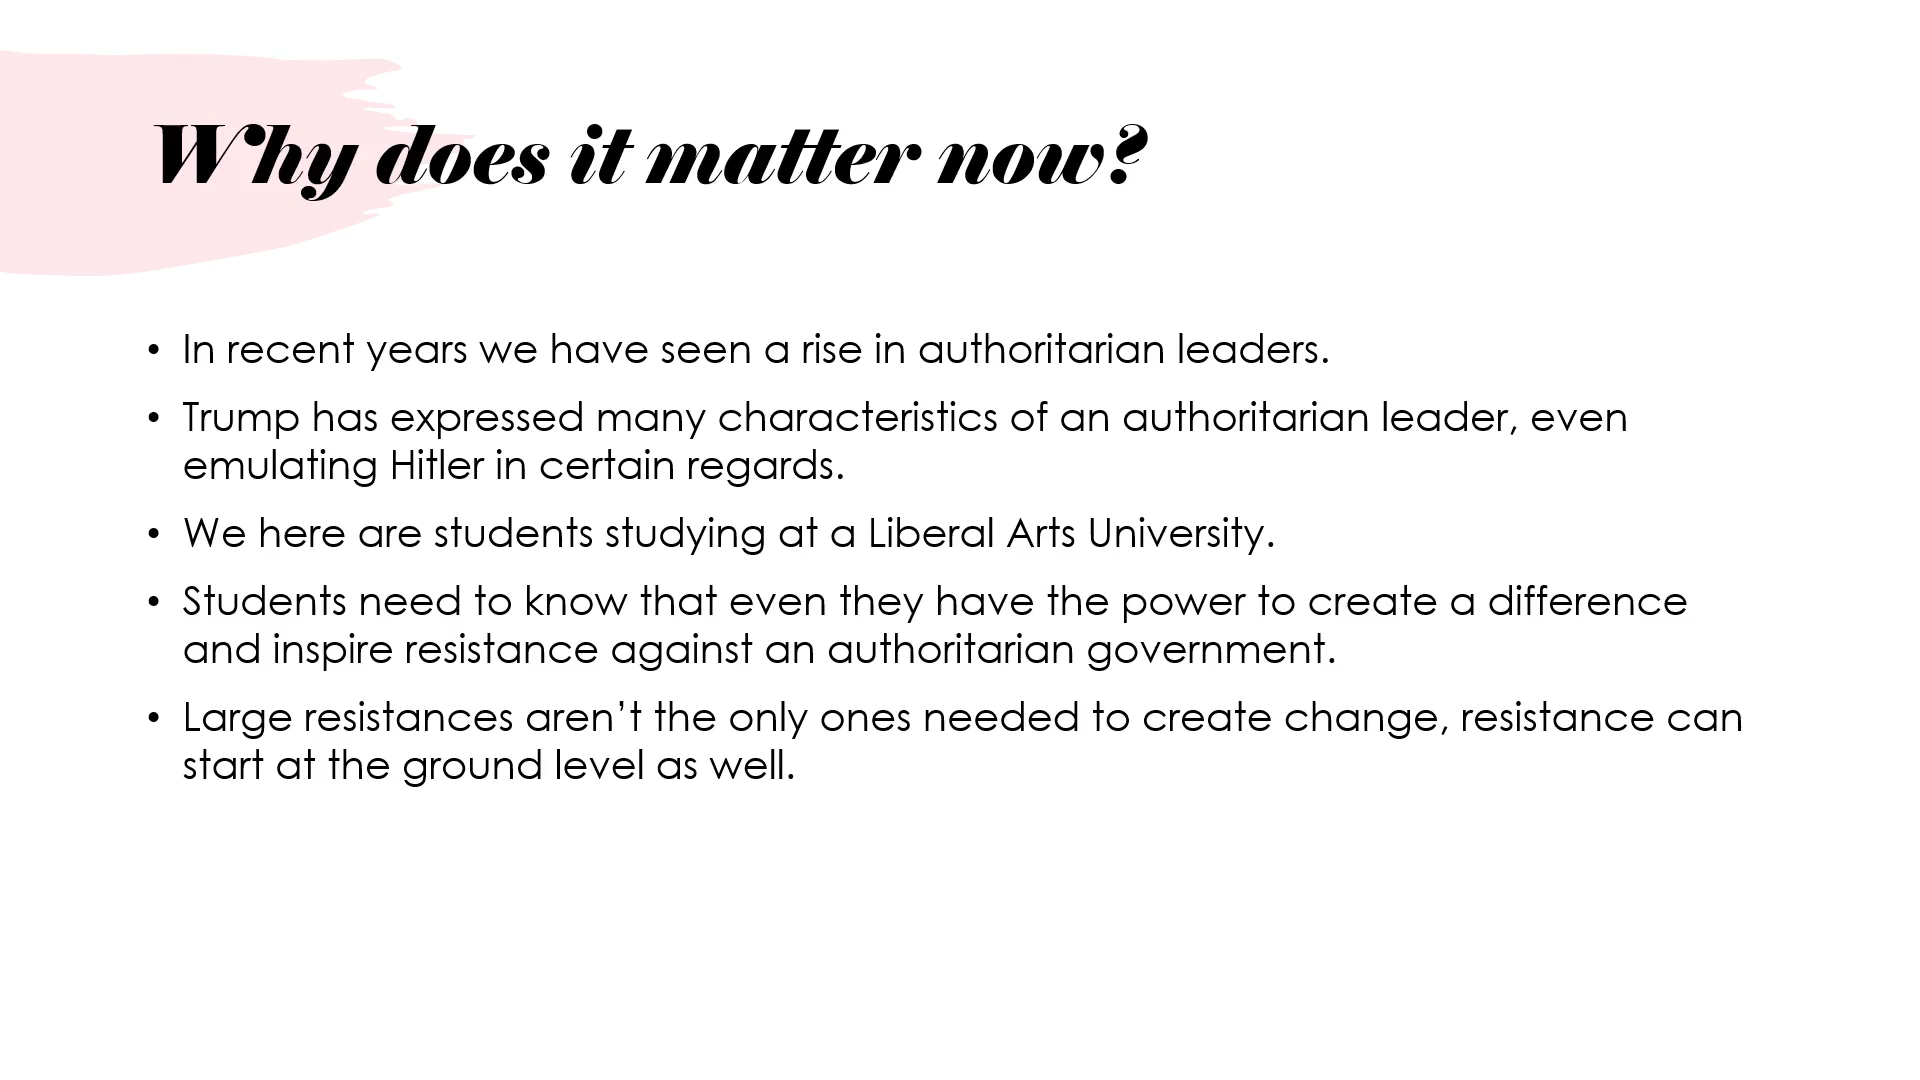 Why does it matter now?
• In recent years we have seen a rise in authoritarian leaders.
• Trump has expressed many characteristics of an authoritarian leader, even
emulating Hitler in certain regards.
• We here are students studying at a Liberal Arts University.
• Students need to know that even they have the power to create a difference
and inspire resistance against an authoritarian government.
• Large resistances aren’t the only ones needed to create change, resistance can
start at the ground level as well.